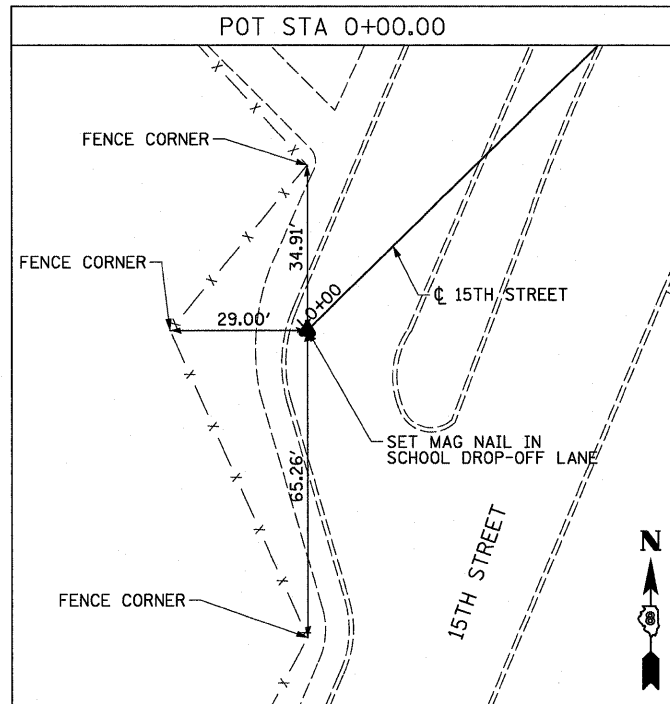 POT STA 0+00.00
FENCE CORNER
34.91'
FENCE CORNER
29.00'
0+00
℄ 15TH STREET
SET MAG NAIL IN
SCHOOL DROP-OFF LANE
65.26'
15TH STREET
N
8
FENCE CORNER